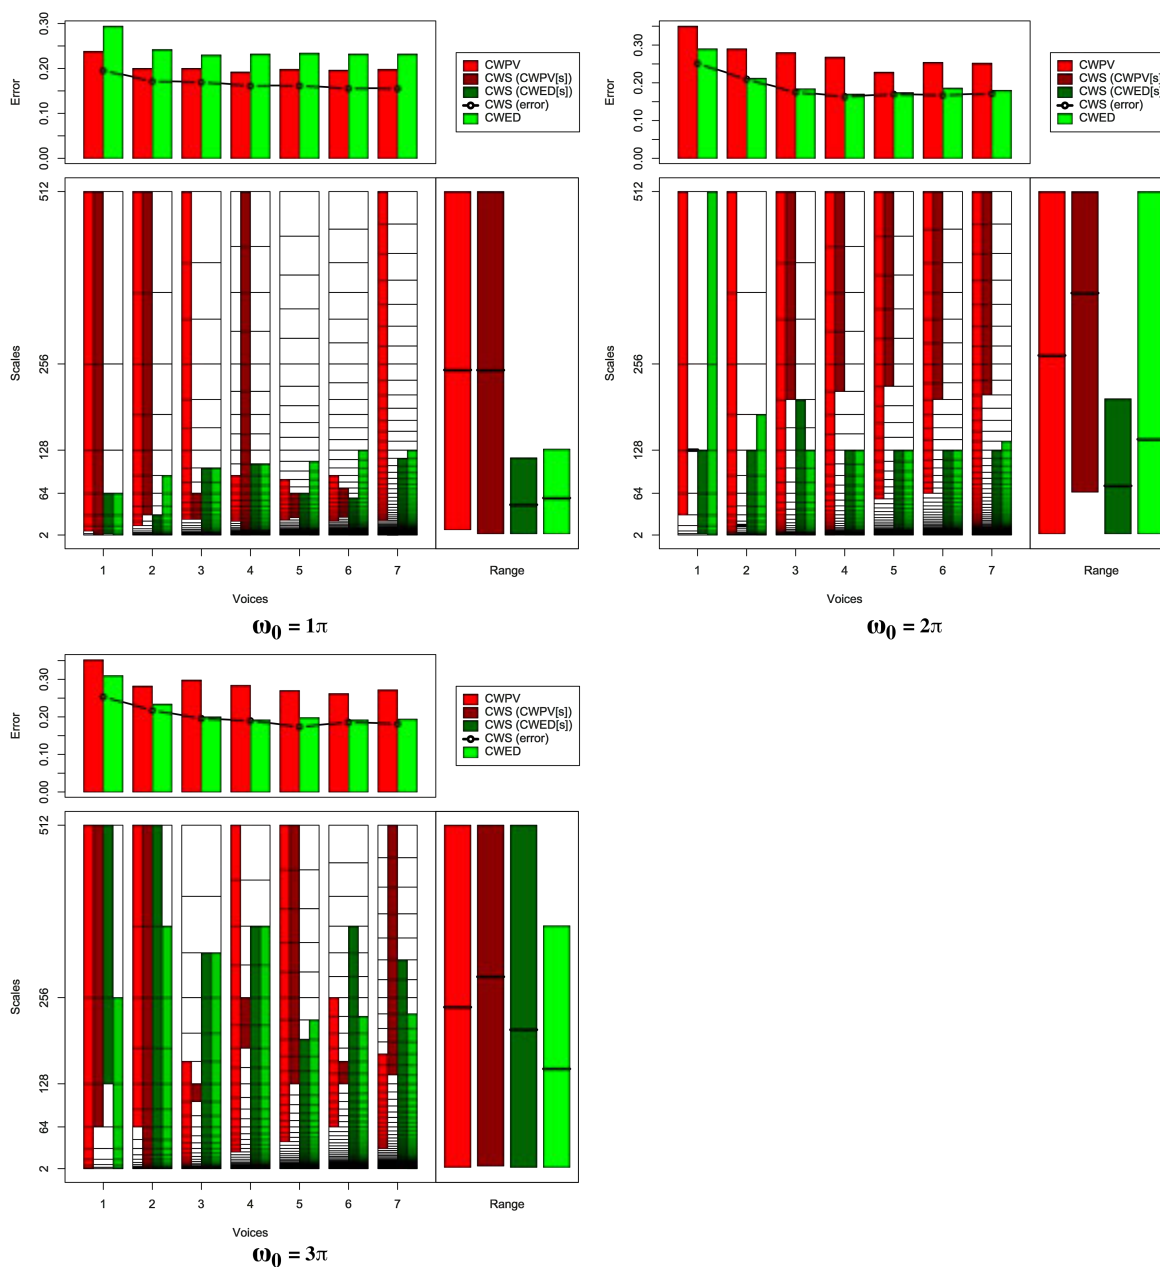 0.30
0.20
0.10
0.00
Error
CWPV
CWS (CWPV[s])
CWS (CWED[s])
CWS (error)
CWED
512
256
128
64
2
Scales
1 2 3 4 5 6 7
Range
Voices
ω0 = 1π
0.30
0.20
0.10
0.00
Error
CWPV
CWS (CWPV[s]
CWS (CWED[s]
CWS (error)
CWED
512
256
128
64
2
Scales
1 2 3 4 5 6 7
Range
Voices
ω0 = 2π
0.30
0.20
0.10
0.00
Error
CWPV
CWS (CWPV[s])
CWS (CWED[s])
CWS (error)
CWED
512
256
128
64
2
Scales
1 2 3 4 5 6 7
Range
Voices
ω0 = 3π